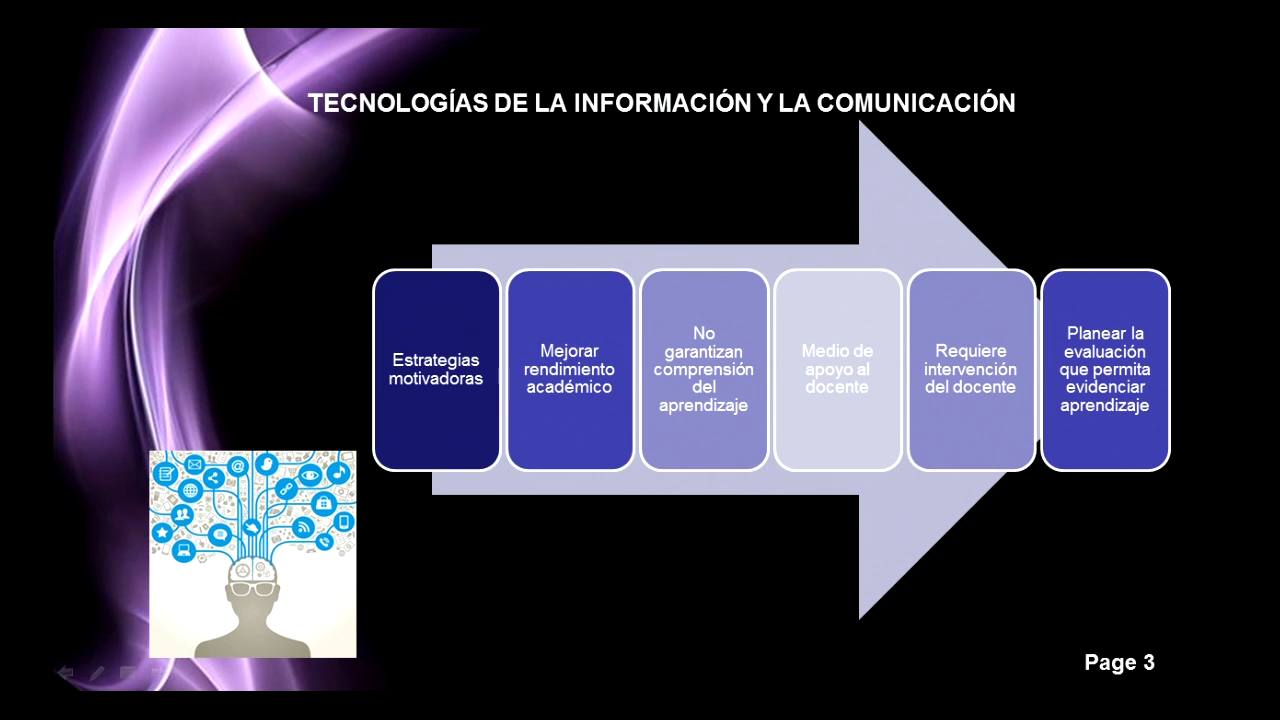 TECNOLOGÍAS DE LA INFORMACIÓN Y LA COMUNICACIÓN
Estrategias
motivadoras
Mejorar
rendimiento
académico
No
garantizan
comprensión
del
aprendizaje
Medio de
apoyo al
docente
Requiere
intervención
del docente
Planear la
evaluación
que permita
evidenciar
aprendizaje
Page 3